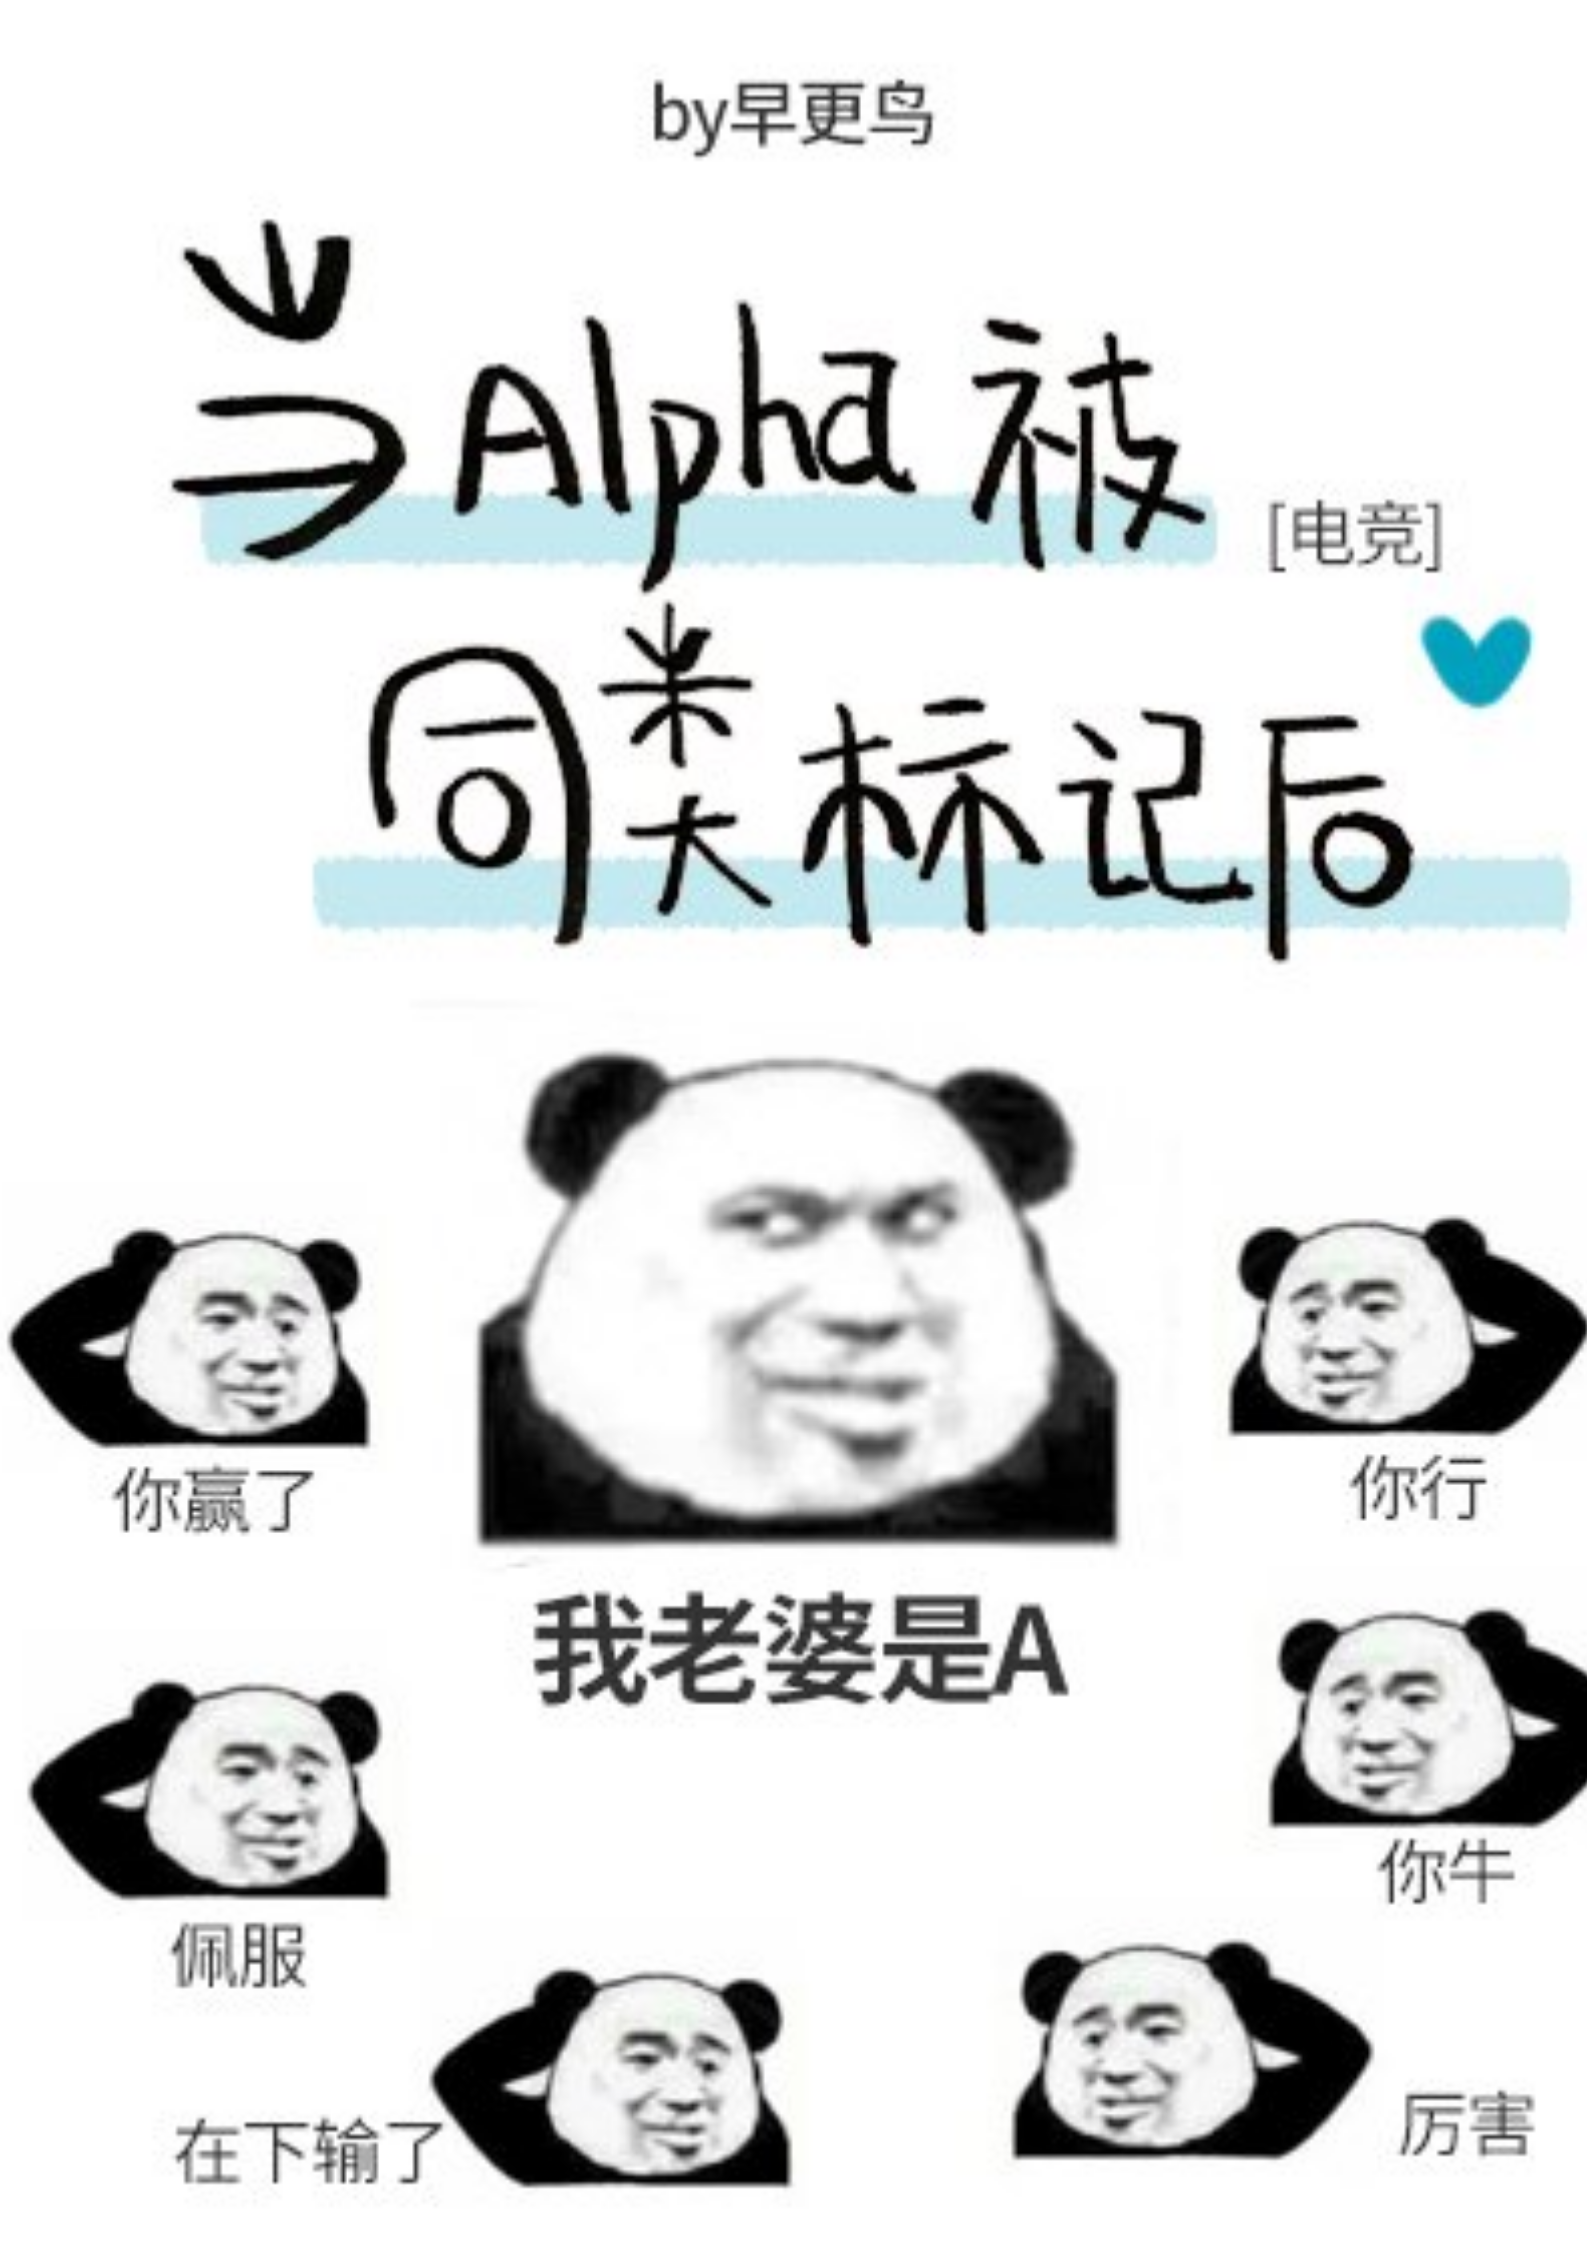 by早更鸟
当Alpha被
[电竞]
同类标记后
你赢了
你行
我老婆是A
你牛
佩服
在下输了
厉害